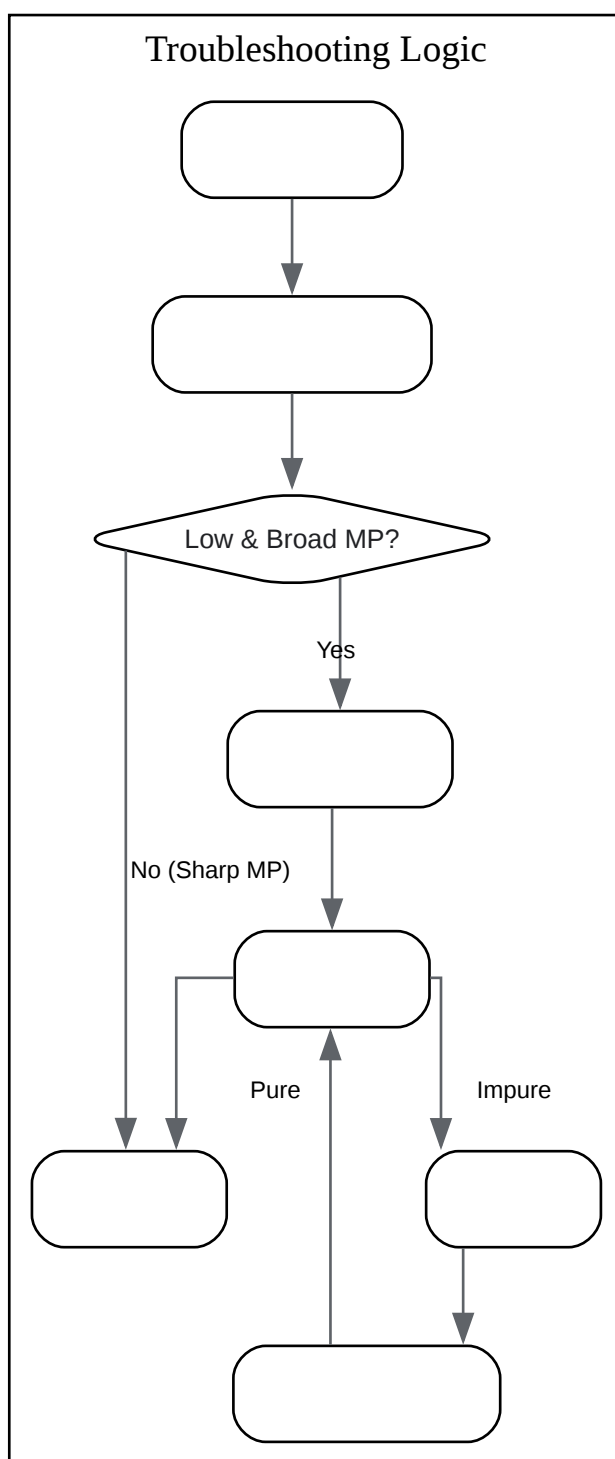 Troubleshooting Logic
Low & Broad MP?
Yes
No (Sharp MP)
Pure
Impure